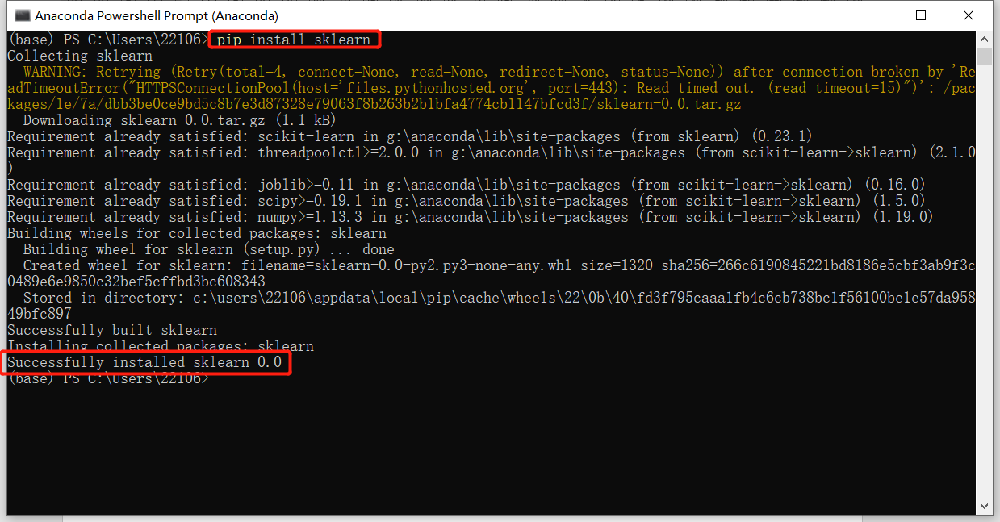 Anaconda Powershell Prompt (Anaconda)
(base) PS C:\Users\22106> pip install sklearn
Collecting sklearn
  WARNING: Retrying (Retry(total=4, connect=None, read=None, redirect=None, status=None)) after connection broken by 'Re
adTimeoutError("HTTPSConnectionPool(host='files.pythonhosted.org', port=443): Read timed out. (read timeout=15)")': /pac
kages/1e/7a/dbb3be0ce9bd5c8b7e3d87328e79063f8b263b2b1bfa4774cb1147bfcd3f/sklearn-0.0.tar.gz
  Downloading sklearn-0.0.tar.gz (1.1 kB)
Requirement already satisfied: scikit-learn in g:\anaconda\lib\site-packages (from sklearn) (0.23.1)
Requirement already satisfied: threadpoolctl>=2.0.0 in g:\anaconda\lib\site-packages (from scikit-learn->sklearn) (2.1.0
)
Requirement already satisfied: joblib>=0.11 in g:\anaconda\lib\site-packages (from scikit-learn->sklearn) (0.16.0)
Requirement already satisfied: scipy>=0.19.1 in g:\anaconda\lib\site-packages (from scikit-learn->sklearn) (1.5.0)
Requirement already satisfied: numpy>=1.13.3 in g:\anaconda\lib\site-packages (from scikit-learn->sklearn) (1.19.0)
Building wheels for collected packages: sklearn
  Building wheel for sklearn (setup.py) ... done
  Created wheel for sklearn: filename=sklearn-0.0-py2.py3-none-any.whl size=1320 sha256=266c6190845221bd8186e5cbf3ab9f3c
0489e6e9850c32bef5cffbd3bc608343
  Stored in directory: c:\users\22106\appdata\local\pip\cache\wheels\22\0b\40\fd3f795caaa1fb4c6cb738bc1f56100be1e57da958
49bfc897
Successfully built sklearn
Installing collected packages: sklearn
Successfully installed sklearn-0.0
(base) PS C:\Users\22106>